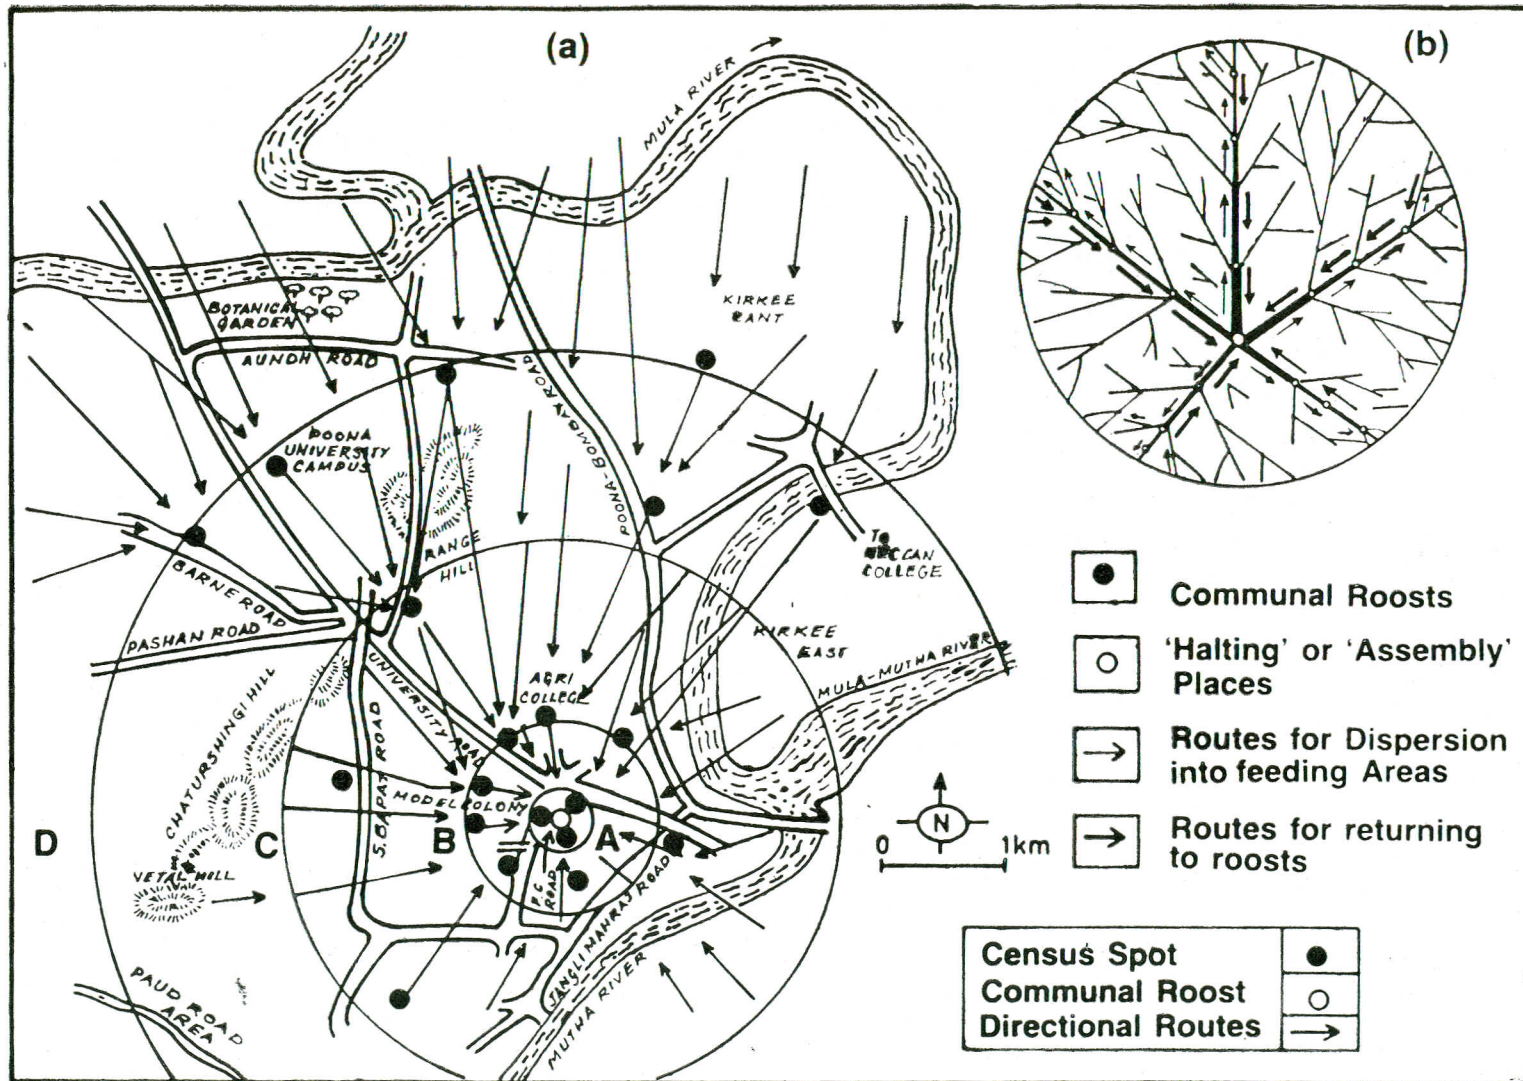 (a)
(b)
MULA RIVER
BOTANICAL
GARDEN
AUNDH ROAD
KIRKEE
CANT
POONA
UNIVERSITY
CAMPUS
POONA-BOMBAY ROAD
RANGE
HILL
TO
COLLEGE
BARNE ROAD
PASHAN ROAD
KIRKEE
EAST
MULA-MUTHA RIVER
UNIVERSITY ROAD
AGRI
COLLEGE
CHATURSHINGI HILL
S.BAPAT ROAD
MODEL COLONY
D
C
B
A
VETAL HILL
F.C
ROAD
JANGLI MAHRAJ ROAD
MUTHA RIVER
PAUD ROAD
AREA
N
0 1km
Communal Roosts
'Halting' or 'Assembly'
Places
Routes for Dispersion
into feeding Areas
Routes for returning
to roosts
Census Spot
Communal Roost
Directional Routes